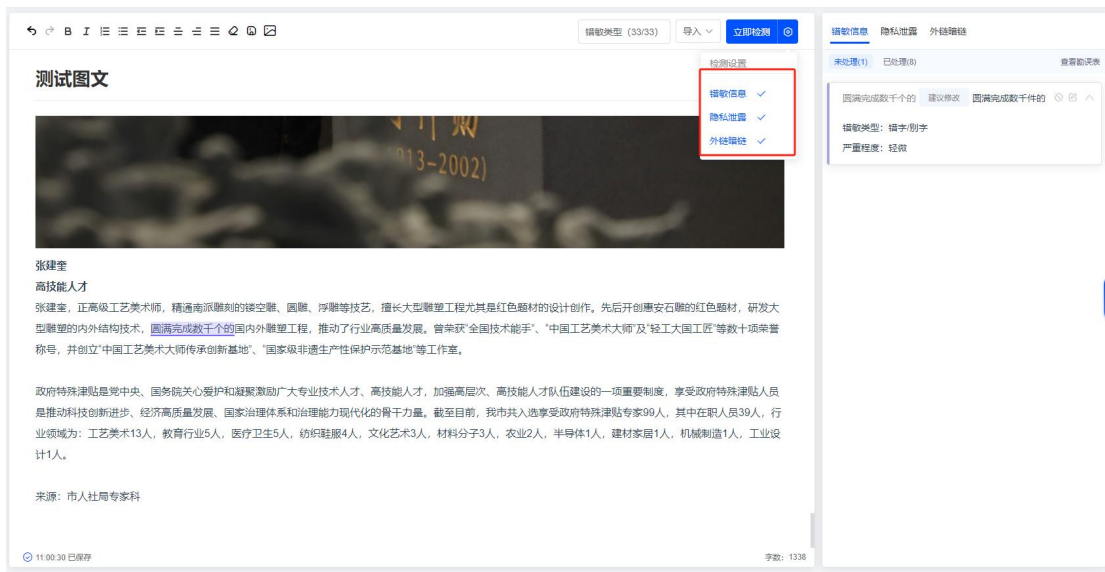 B I
错敏类型（33/33）
导入
立即检测
检测设置
错敏信息
隐私泄露
外链暗链
测试图文
013-2002)
张建奎
高技能人才
张建奎，正高级工艺美术师，精通南派雕刻的镂空雕、圆雕、浮雕等技艺，擅长大型雕塑工程尤其是红色题材的设计创作。先后开创惠安石雕的红色题材，研发大
型雕塑的内外结构技术，圆满完成数千个的国内外雕塑工程，推动了行业高质量发展。曾荣获“全国技术能手”、“中国工艺美术大师”及“轻工大国工匠”等数十项荣誉
称号，并创立“中国工艺美术大师传承创新基地”、“国家级非遗生产性保护示范基地”等工作室。
政府特殊津贴是党中央、国务院关心爱护和凝聚激励广大专业技术人才、高技能人才，加强高层次、高技能人才队伍建设的一项重要制度，享受政府特殊津贴人员
是推动科技创新进步、经济高质量发展、国家治理体系和治理能力现代化的骨干力量。截至目前，我市共入选享受政府特殊津贴专家99人，其中在职人员39人，行
业领域为：工艺美术13人，教育行业5人，医疗卫生5人，纺织鞋服4人，文化艺术3人，材料分子3人，农业2人，半导体1人，建材家居1人，机械制造1人，工业设
计1人。
来源：市人社局专家科
11:00:30 已保存
字数：1338
错敏信息 隐私泄露 外链暗链
未处理(1) 已处理(8) 查看勘误表
圆满完成数千个的 建议修改 圆满完成数千件的
错敏类型：错字/别字
严重程度：轻微